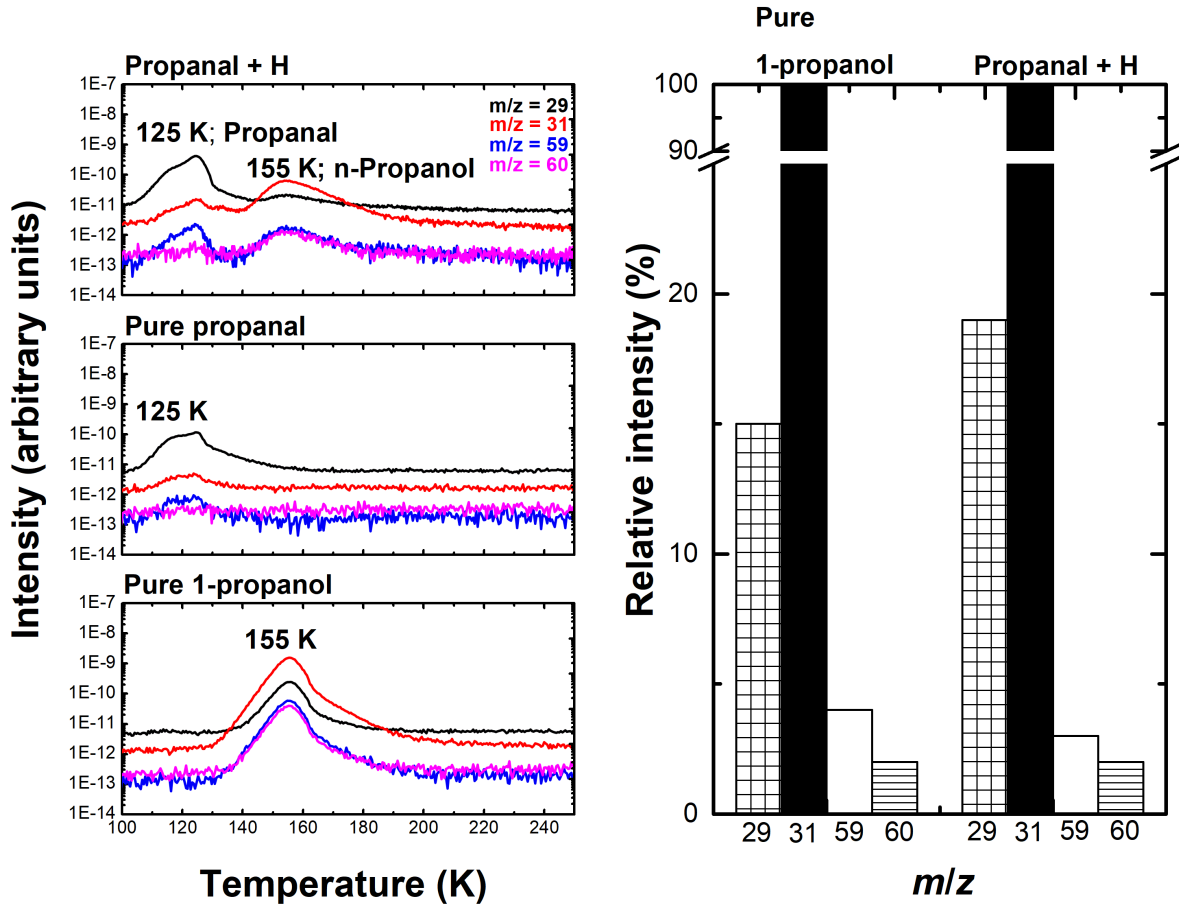 Propanal + H
1E-7
1E-8
1E-9
1E-10
1E-11
1E-12
1E-13
1E-14
125 K; Propanal
155 K; n-Propanol
m/z = 29
m/z = 31
m/z = 59
m/z = 60
Pure propanal
1E-7
1E-8
1E-9
1E-10
1E-11
1E-12
1E-13
1E-14
125 K
Pure 1-propanol
1E-7
1E-8
1E-9
1E-10
1E-11
1E-12
1E-13
1E-14
155 K
100 120 140 160 180 200 220 240
Temperature (K)
Intensity (arbitrary units)
Pure
1-propanol
Propanal + H
100
90
20
10
0
Relative intensity (%)
29 31 59 60 29 31 59 60
m/z